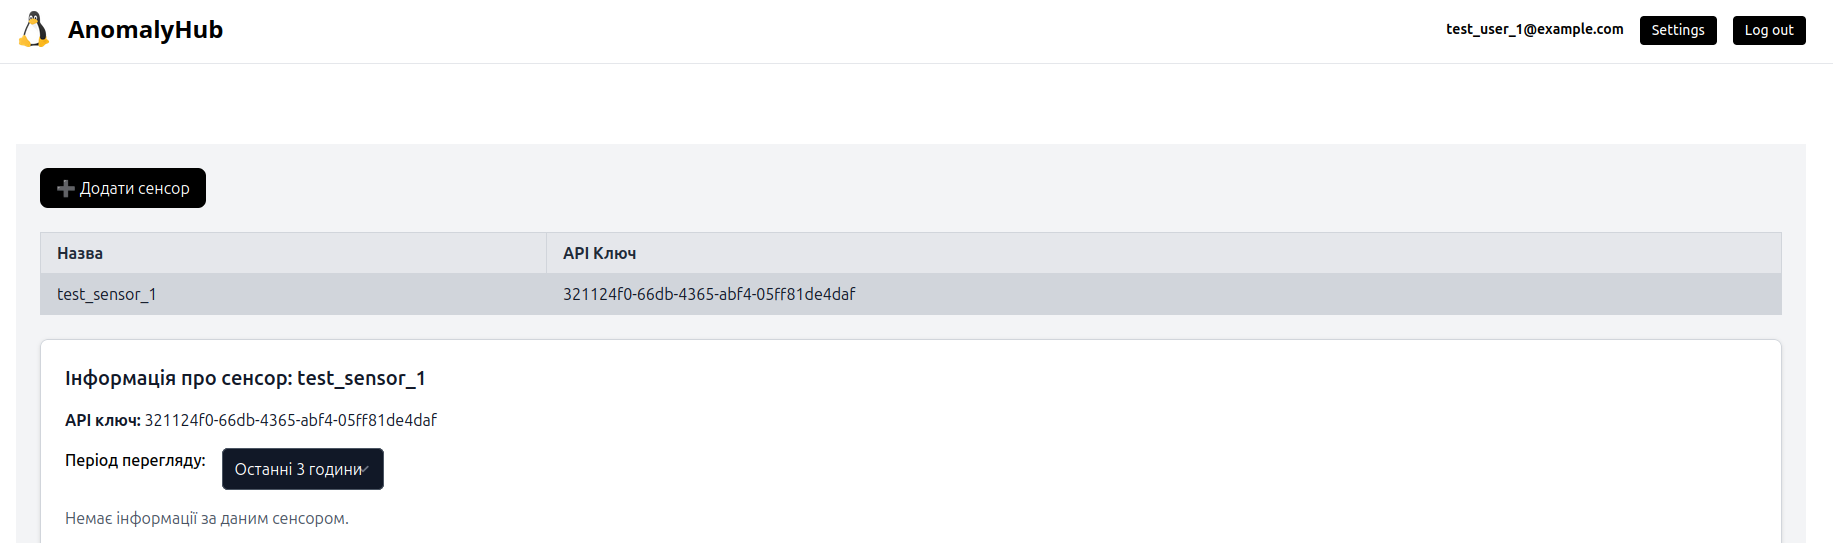 AnomalyHub
test_user_1@example.com Settings Log out
➕ Додати сенсор
Назва API Ключ
test_sensor_1 321124f0-66db-4365-abf4-05ff81de4daf
Інформація про сенсор: test_sensor_1
API ключ: 321124f0-66db-4365-abf4-05ff81de4daf
Період перегляду: Останні 3 години
Немає інформації за даним сенсором.